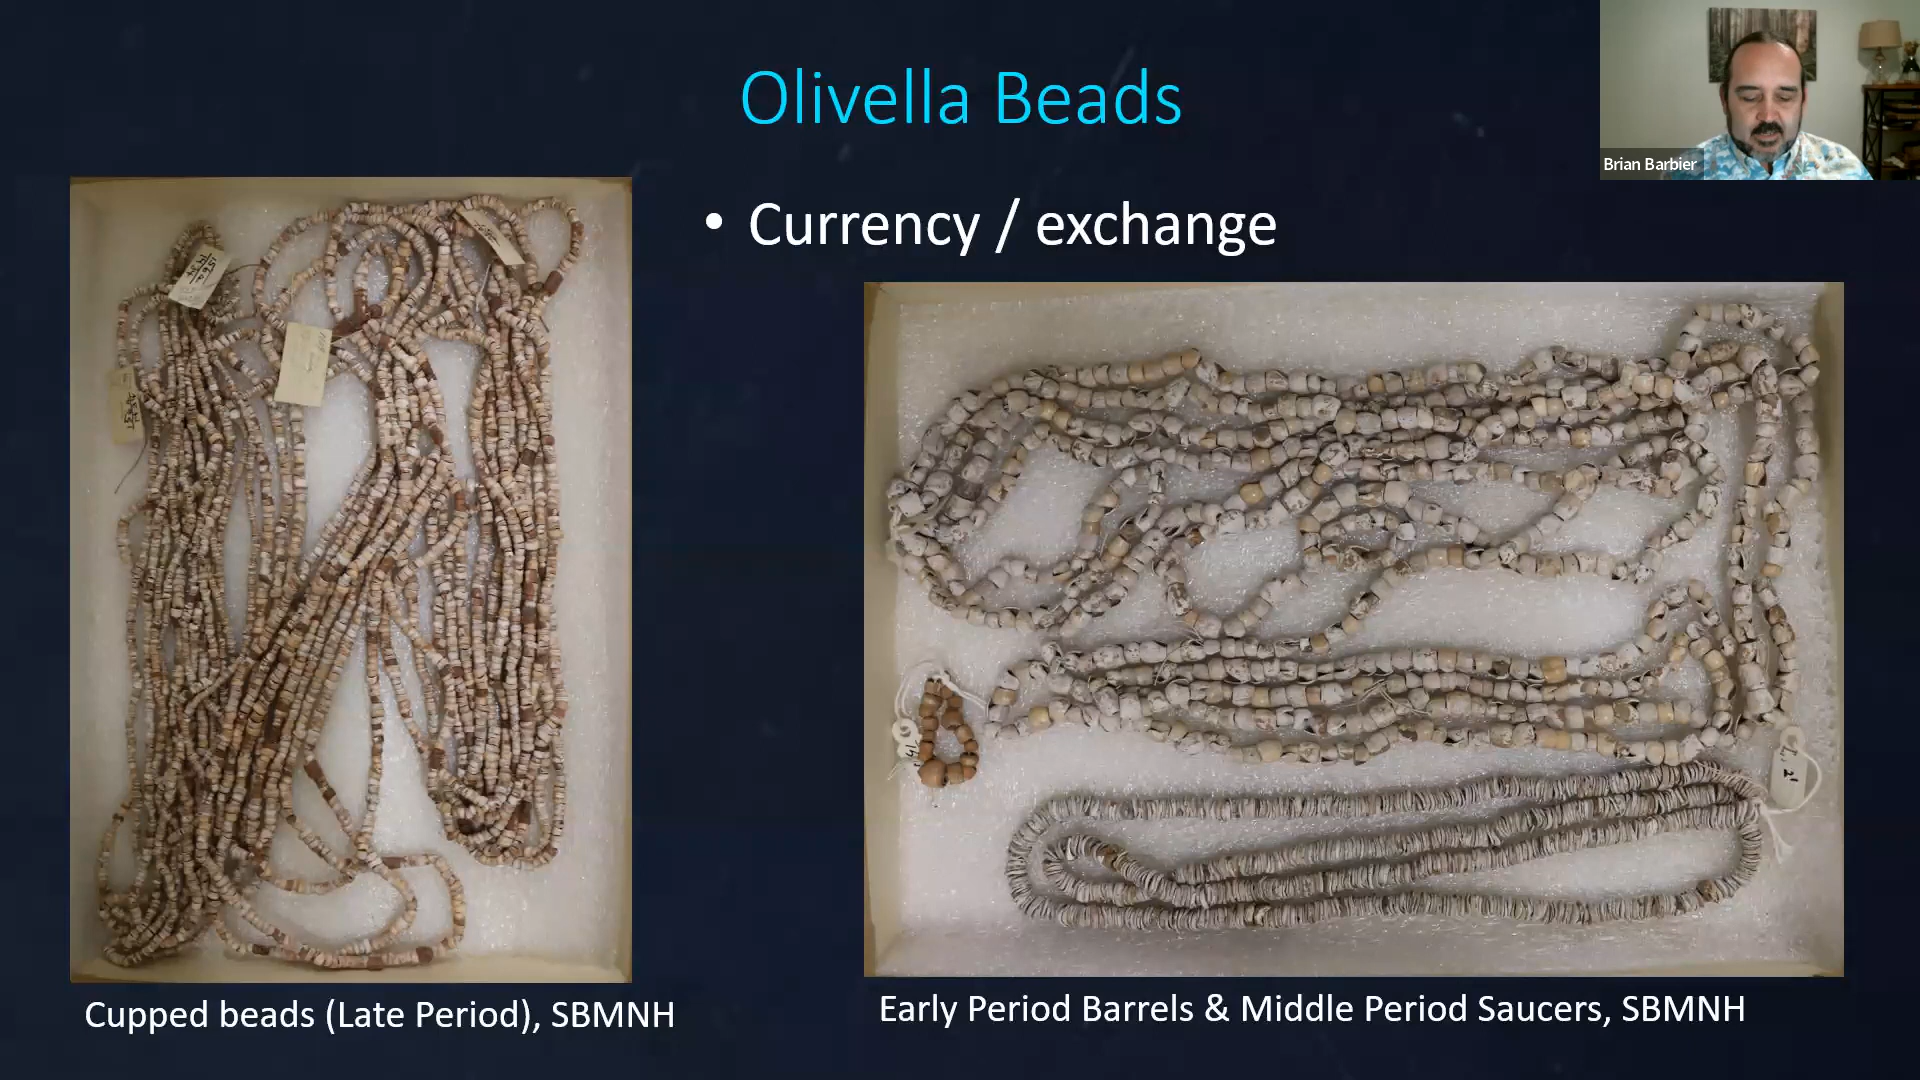 Olivella Beads
Brian Barbier
• Currency / exchange
Cupped beads (Late Period), SBMNH
Early Period Barrels & Middle Period Saucers, SBMNH